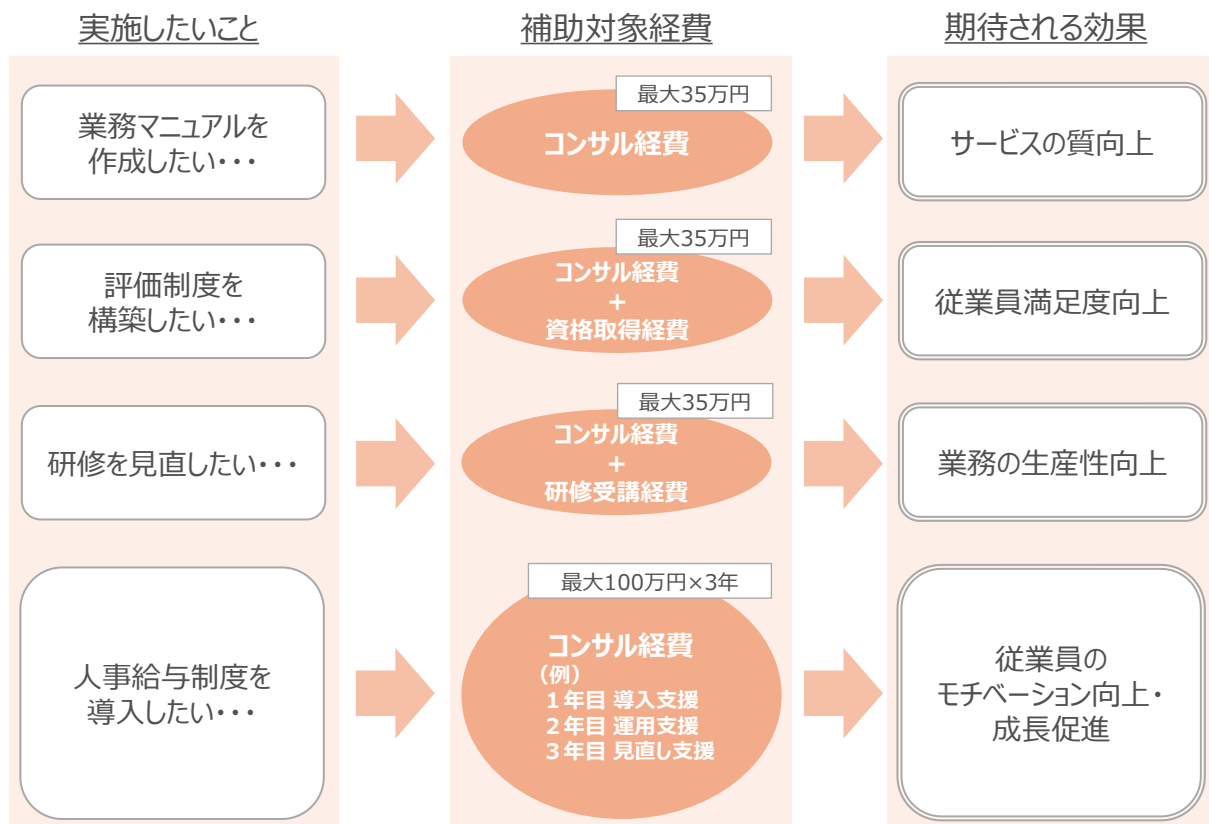 実施したいこと
補助対象経費
期待される効果
業務マニュアルを
作成したい・・・
最大35万円
コンサル経費
サービスの質向上
評価制度を
構築したい・・・
最大35万円
コンサル経費
+
資格取得経費
従業員満足度向上
研修を見直したい・・・
最大35万円
コンサル経費
+
研修受講経費
業務の生産性向上
人事給与制度を
導入したい・・・
最大100万円×3年
コンサル経費
（例）
１年目 導入支援
２年目 運用支援
３年目 見直し支援
従業員の
モチベーション向上・
成長促進